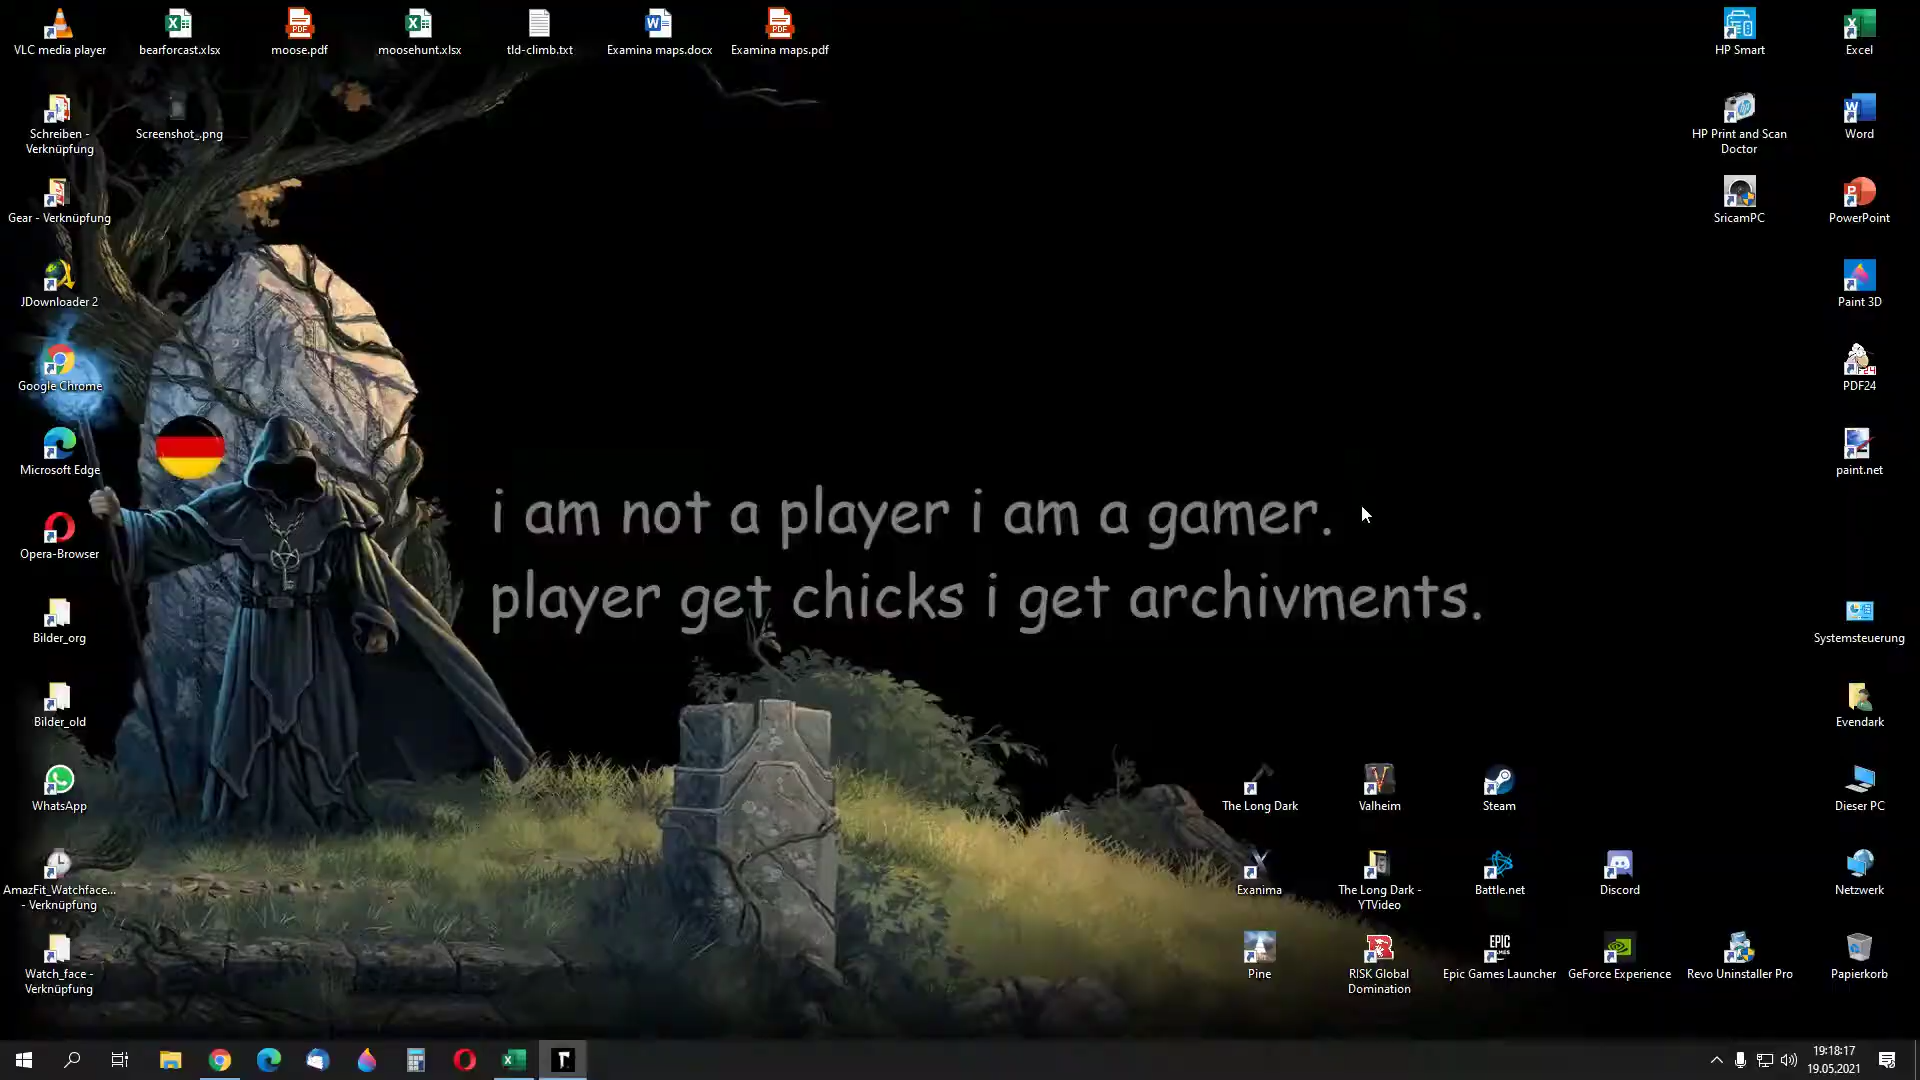 VLC media player
bearforcast.xlsx
moose.pdf
moosehunt.xlsx
tld-climb.txt
Examina maps.docx
Examina maps.pdf
HP Smart
Excel
Schreiben -
Verknüpfung
Screenshot_.png
HP Print and Scan
Doctor
Word
Gear - Verknüpfung
SricamPC
PowerPoint
JDownloader 2
Paint 3D
Google Chrome
PDF24
Microsoft Edge
paint.net
i am not a player i am a gamer.
player get chicks i get archivments.
Opera-Browser
Bilder_org
Systemsteuerung
Bilder_old
Evendark
WhatsApp
The Long Dark
Valheim
Steam
Dieser PC
AmazFit_Watchface...
- Verknüpfung
Exanima
The Long Dark -
YTVideo
Battle.net
Discord
Netzwerk
Watch_face -
Verknüpfung
Pine
RISK Global
Domination
EPIC
GAMES
Epic Games Launcher
GeForce Experience
Revo Uninstaller Pro
Papierkorb
19:18:17
19.05.2021